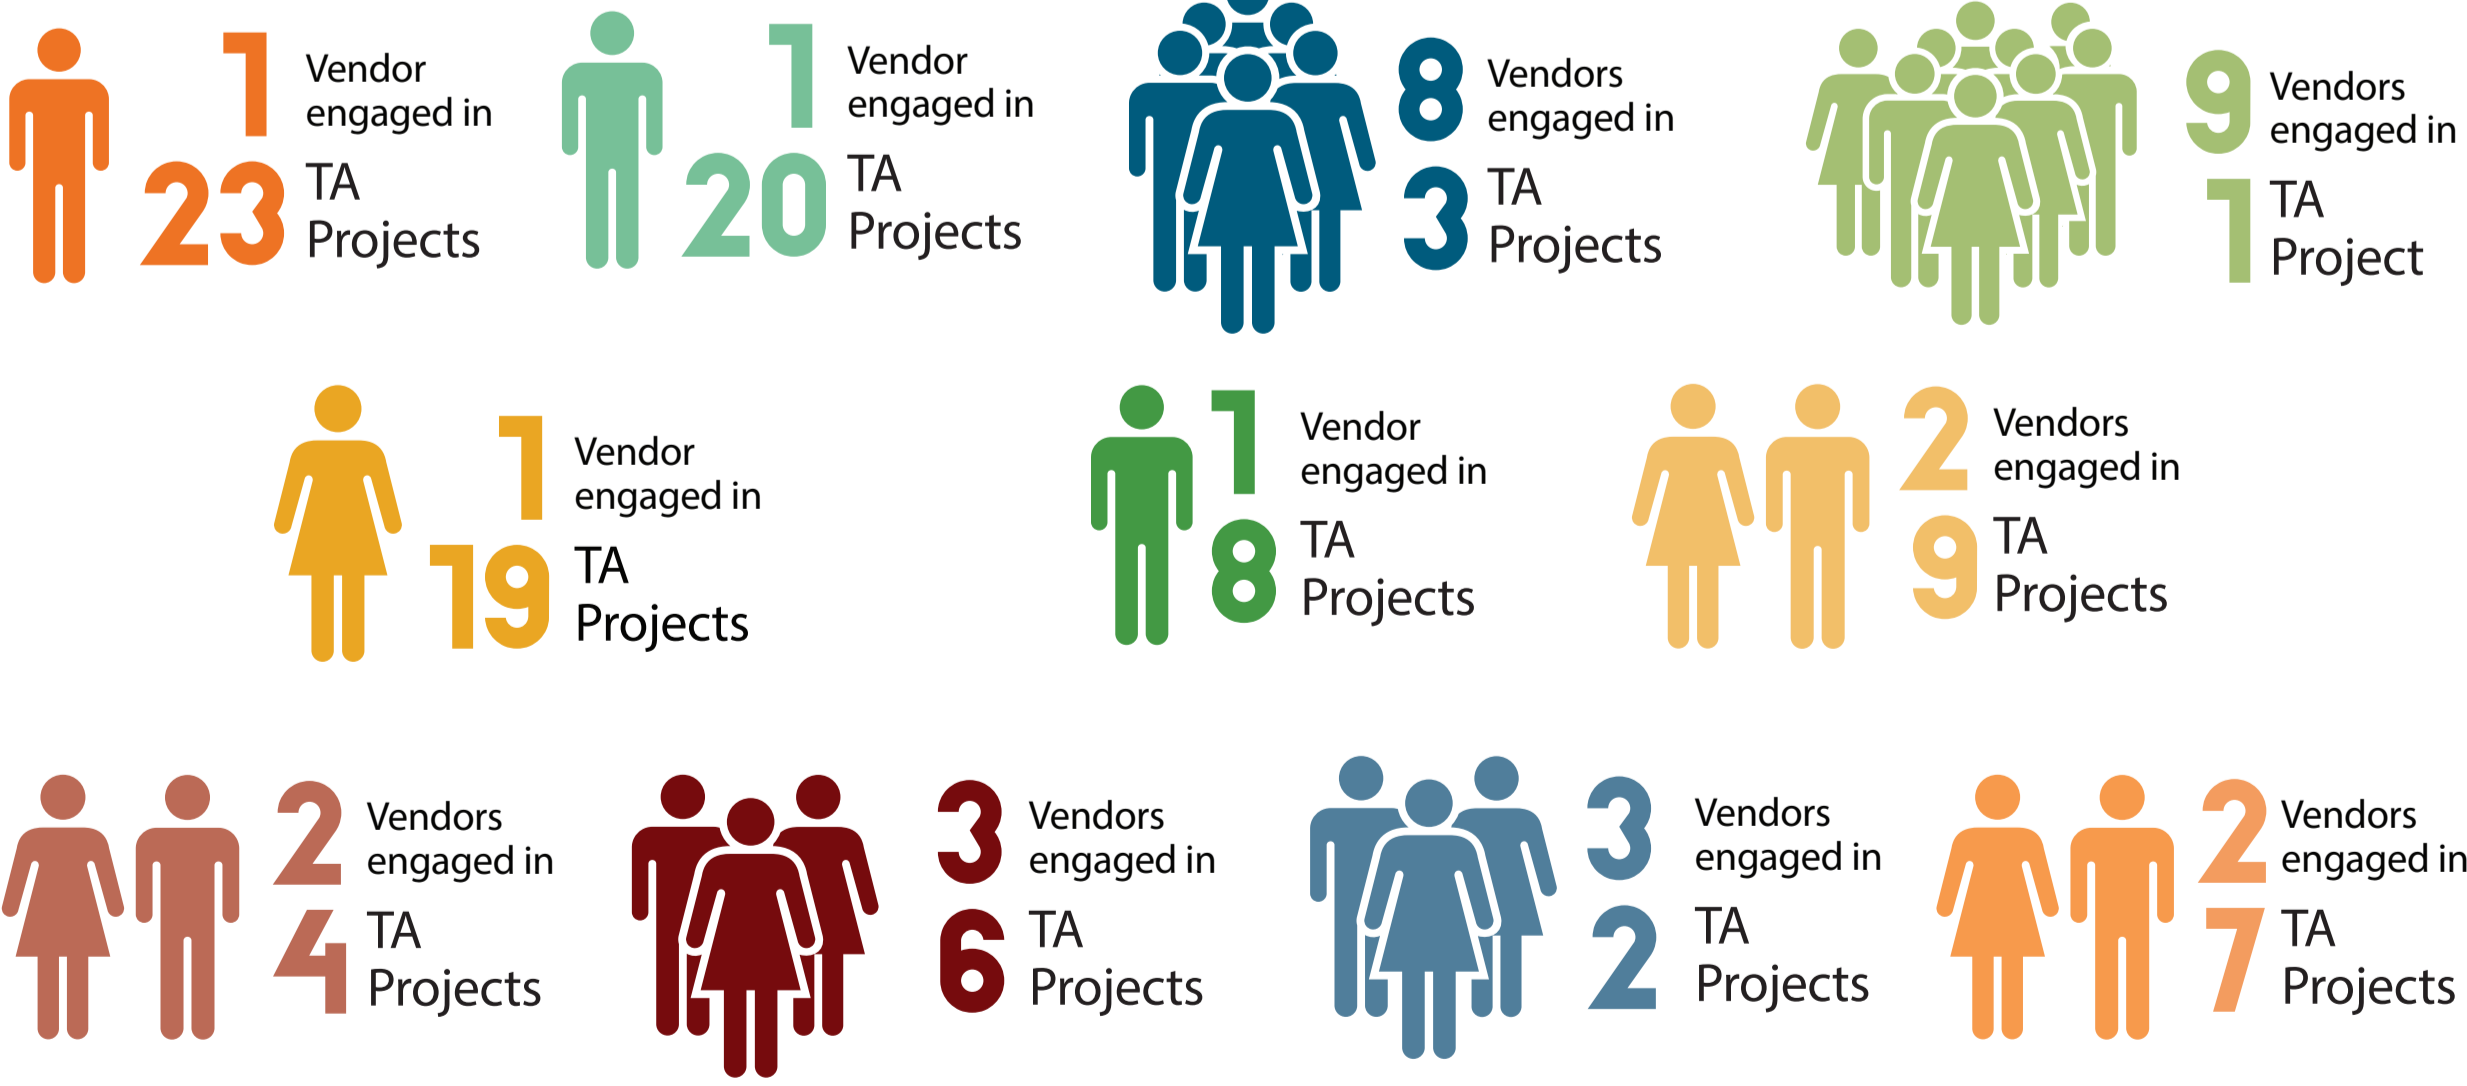 1 Vendor
engaged in
23 TA
Projects
1 Vendor
engaged in
20 TA
Projects
8 Vendors
engaged in
3 TA
Projects
9 Vendors
engaged in
1 TA
Project
1 Vendor
engaged in
19 TA
Projects
1 Vendor
engaged in
8 TA
Projects
2 Vendors
engaged in
9 TA
Projects
2 Vendors
engaged in
4 TA
Projects
3 Vendors
engaged in
6 TA
Projects
3 Vendors
engaged in
2 TA
Projects
2 Vendors
engaged in
7 TA
Projects